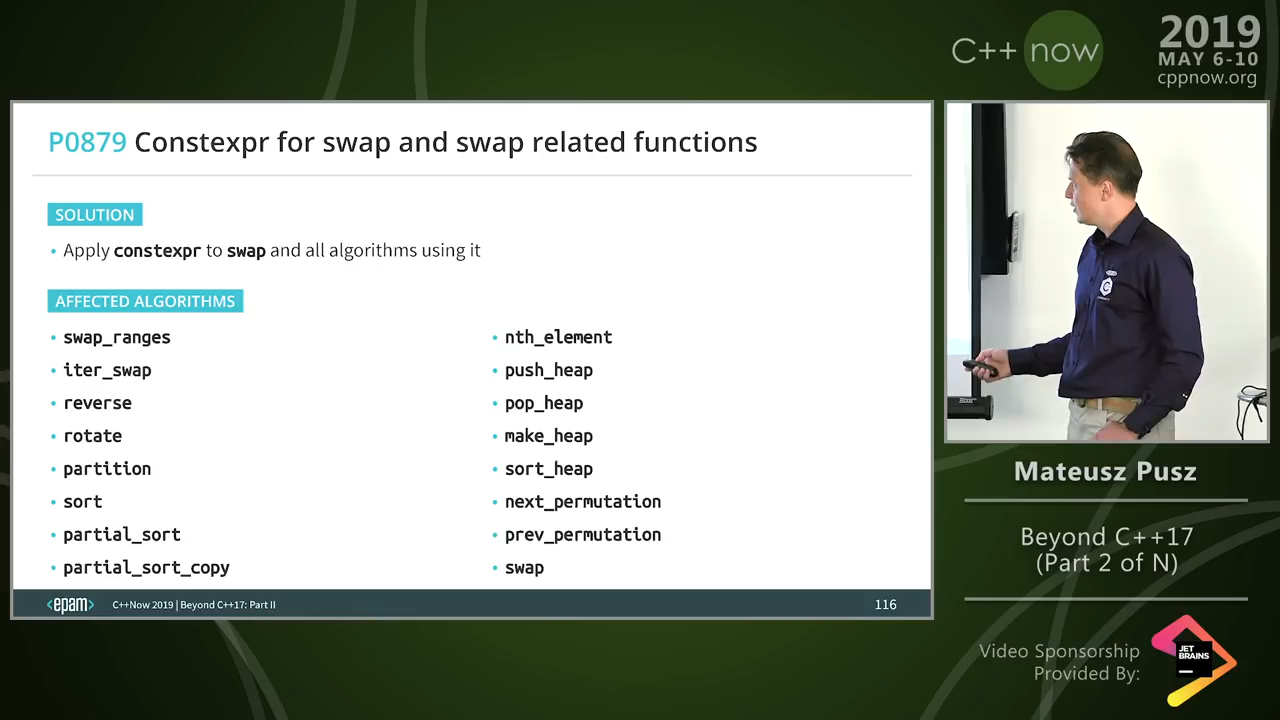 C++ now
2019
MAY 6-10
cppnow.org
P0879 Constexpr for swap and swap related functions
SOLUTION
• Apply constexpr to swap and all algorithms using it
AFFECTED ALGORITHMS
• swap_ranges
• iter_swap
• reverse
• rotate
• partition
• sort
• partial_sort
• partial_sort_copy
• nth_element
• push_heap
• pop_heap
• make_heap
• sort_heap
• next_permutation
• prev_permutation
• swap
<epam>
C++Now 2019 | Beyond C++17: Part II
116
Mateusz Pusz
Beyond C++17
(Part 2 of N)
Video Sponsorship
Provided By:
JET
BRAINS